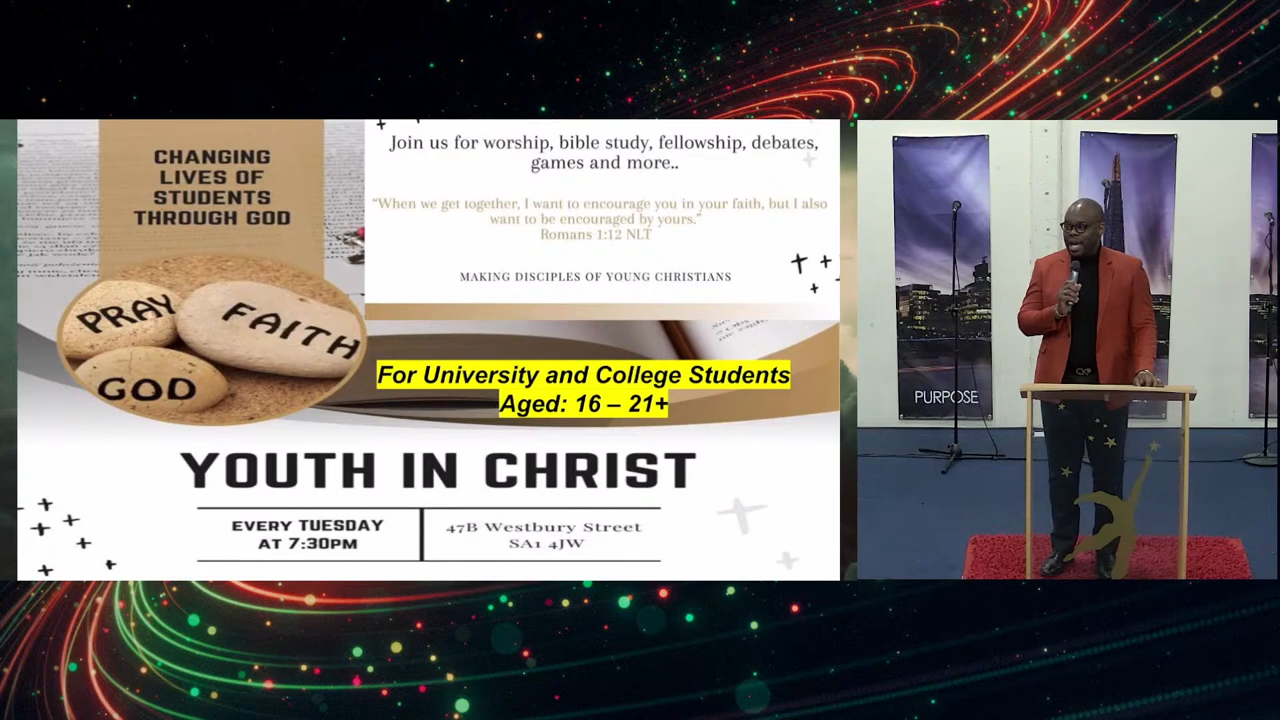 CHANGING
LIVES OF
STUDENTS
THROUGH GOD
PRAY
FAITH
GOD
Join us for worship, bible study, fellowship, debates,
games and more..
“When we get together, I want to encourage you in your faith, but I also
want to be encouraged by yours.”
Romans 1:12 NLT
MAKING DISCIPLES OF YOUNG CHRISTIANS
For University and College Students
Aged: 16 – 21+
YOUTH IN CHRIST
EVERY TUESDAY
AT 7:30PM
47B Westbury Street
SA1 4JW
PURPOSE